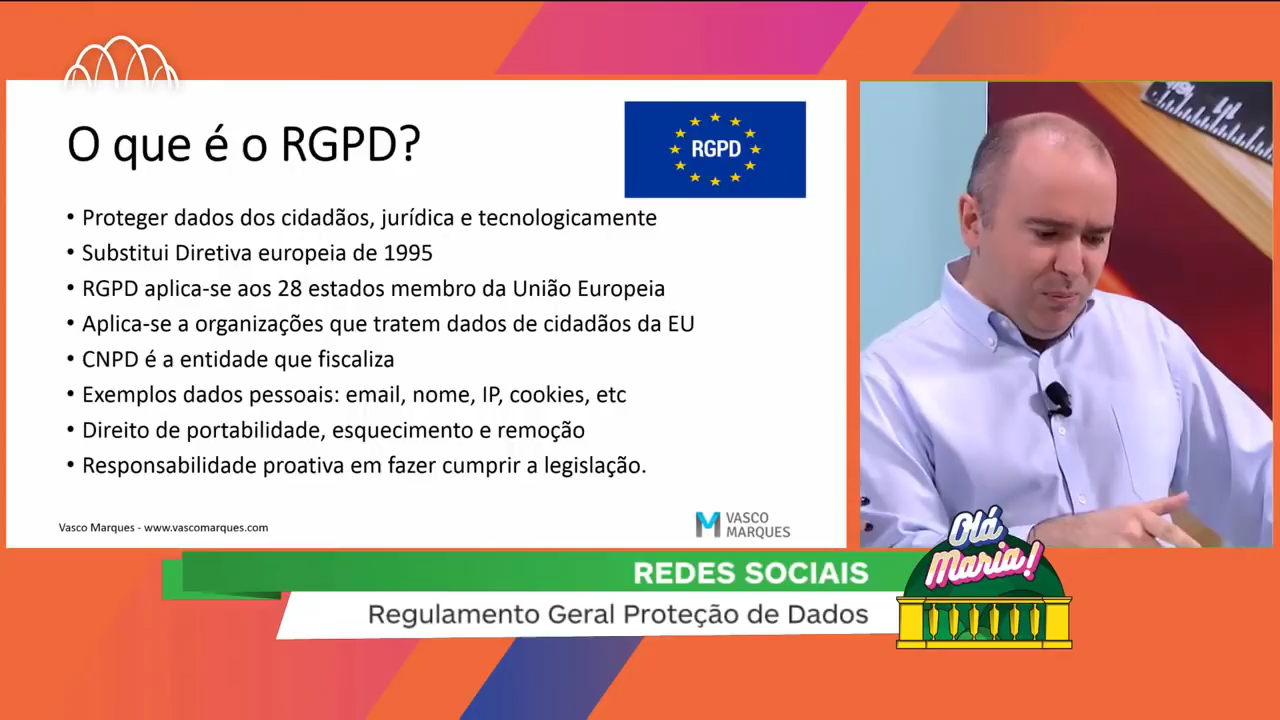 O que é o RGPD?
RGPD
• Proteger dados dos cidadãos, jurídica e tecnologicamente
• Substitui Diretiva europeia de 1995
• RGPD aplica-se aos 28 estados membro da União Europeia
• Aplica-se a organizações que tratem dados de cidadãos da EU
• CNPD é a entidade que fiscaliza
• Exemplos dados pessoais: email, nome, IP, cookies, etc
• Direito de portabilidade, esquecimento e remoção
• Responsabilidade proativa em fazer cumprir a legislação.
Vasco Marques - www.vascomarques.com
VASCO
MARQUES
REDES SOCIAIS
Regulamento Geral Proteção de Dados
Olá
Maria!